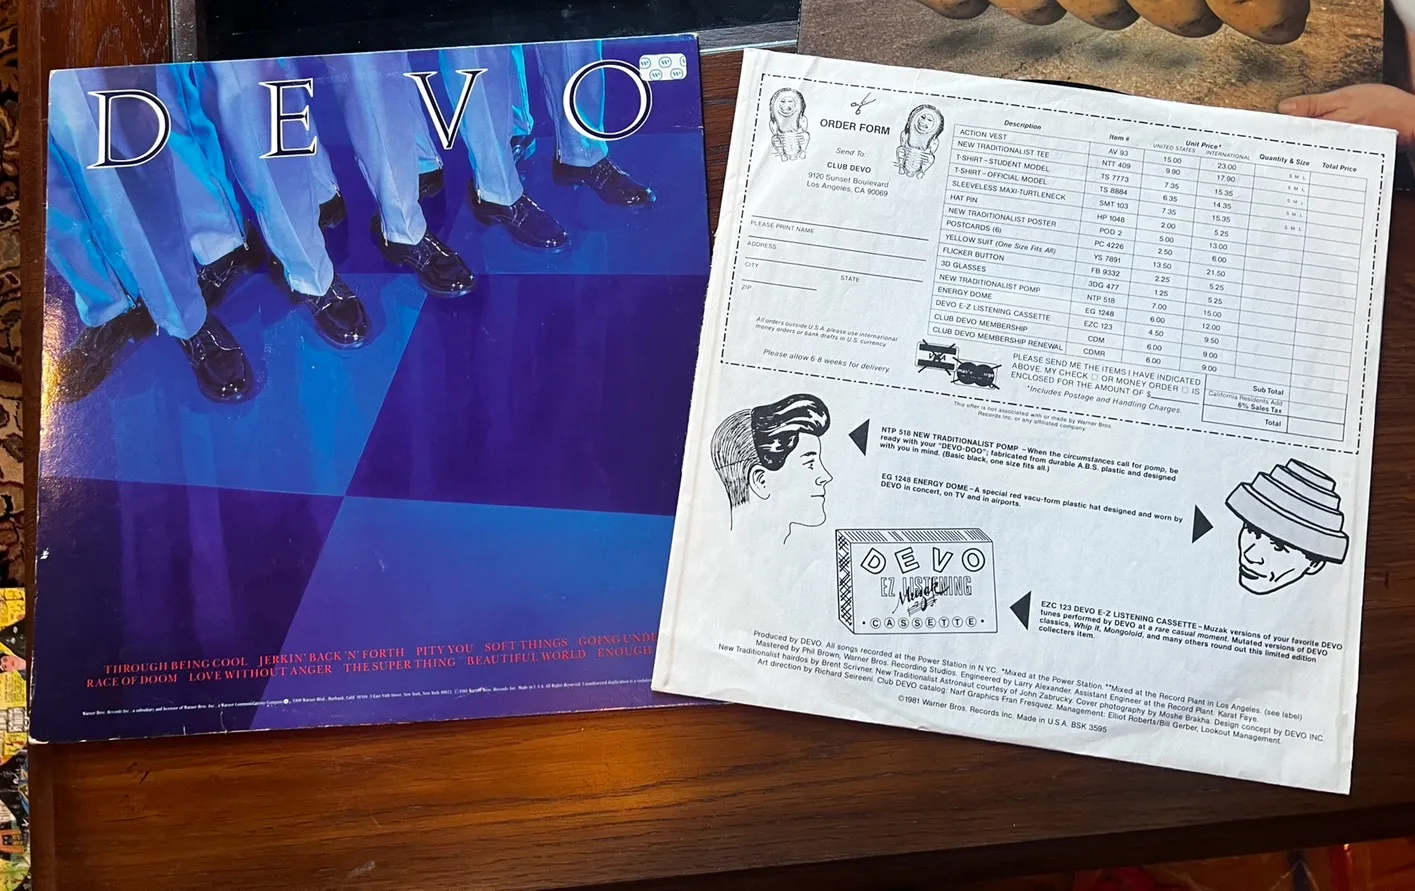 DEVO
THROUGH BEING COOL JERKIN' BACK 'N' FORTH PITY YOU SOFT THINGS GOING UNDE
RACE OF DOOM LOVE WITHOUT ANGER THE SUPER THING BEAUTIFUL WORLD ENOUGH
ORDER FORM
Send To:
CLUB DEVO
9120 Sunset Boulevard
Los Angeles, CA 90069
PLEASE PRINT NAME
ADDRESS
CITY STATE
ZIP
All orders outside U.S.A. please use international
money orders or bank drafts in U.S. currency.
Please allow 6-8 weeks for delivery.
Description Item # Unit Price* Quantity & Size Total Price
UNITED STATES INTERNATIONAL
ACTION VEST AV 93 15.00 23.00 S M L
NEW TRADITIONALIST TEE NTT 409 9.90 17.90 S M L
T-SHIRT–STUDENT MODEL TS 7773 7.35 15.35 S M L
T-SHIRT–OFFICIAL MODEL TS 8884 6.35 14.35 S M L
SLEEVELESS MAXI-TURTLENECK SMT 103 7.35 15.35 S M L
HAT PIN HP 1048 2.00 5.25
NEW TRADITIONALIST POSTER POD 2 5.00 13.00
POSTCARDS (6) PC 4226 2.50 6.00
YELLOW SUIT (One Size Fits All) YS 7891 13.50 21.50
FLICKER BUTTON FB 9332 2.25 5.25
3D GLASSES 3DG 477 1.25 5.25
NEW TRADITIONALIST POMP NTP 518 7.00 15.00
ENERGY DOME EG 1248 6.00 12.00
DEVO E-Z LISTENING CASSETTE EZC 123 4.50 9.50
CLUB DEVO MEMBERSHIP CDM 6.00 9.00
CLUB DEVO MEMBERSHIP RENEWAL CDMR 6.00 9.00
PLEASE SEND ME THE ITEMS I HAVE INDICATED
ABOVE. MY CHECK □ OR MONEY ORDER □ IS
ENCLOSED FOR THE AMOUNT OF $
*Includes Postage and Handling Charges.
Sub Total
California Residents Add
6% Sales Tax
Total
This offer is not associated with or made by Warner Bros.
Records Inc. or any affiliated company.
NTP 518 NEW TRADITIONALIST POMP –When the circumstances call for pomp, be
ready with your "DEVO-DOO"; fabricated from durable A.B.S. plastic and designed
with you in mind. (Basic black, one size fits all.)
EG 1248 ENERGY DOME–A special red vacu-form plastic hat designed and worn by
DEVO in concert, on TV and in airports.
DEVO
EZ LISTENING
Muzak
• CASSETTE •
EZC 123 DEVO E-Z LISTENING CASSETTE–Muzak versions of your favorite DEVO
tunes performed by DEVO at a rare casual moment. Mutated versions of DEVO
classics, Whip It, Mongoloid, and many others round out this limited edition
collecters item.
Produced by DEVO. All songs recorded at the Power Station in N.Y.C. *Mixed at the Power Station. **Mixed at the Record Plant in Los Angeles. (see label)
Mastered by Phil Brown, Warner Bros. Recording Studios. Engineered by Larry Alexander. Assistant Engineer at the Record Plant. Karat Faye.
New Traditionalist hairdos by Brent Scrivner. New Traditionalist Astronaut courtesy of John Zabrucky. Cover photography by Moshe Brakha. Design concept by DEVO INC.
Art direction by Richard Seireeni. Club DEVO catalog: Narf Graphics Fran Fresquez. Management: Elliot Roberts/Bill Gerber, Lookout Management.
©1981 Warner Bros. Records Inc. Made in U.S.A. BSK 3595